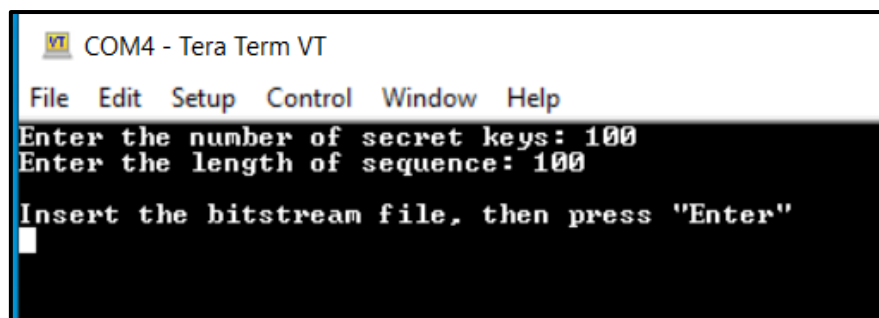 COM4 - Tera Term VT
File Edit Setup Control Window Help
Enter the number of secret keys: 100
Enter the length of sequence: 100
Insert the bitstream file, then press "Enter"